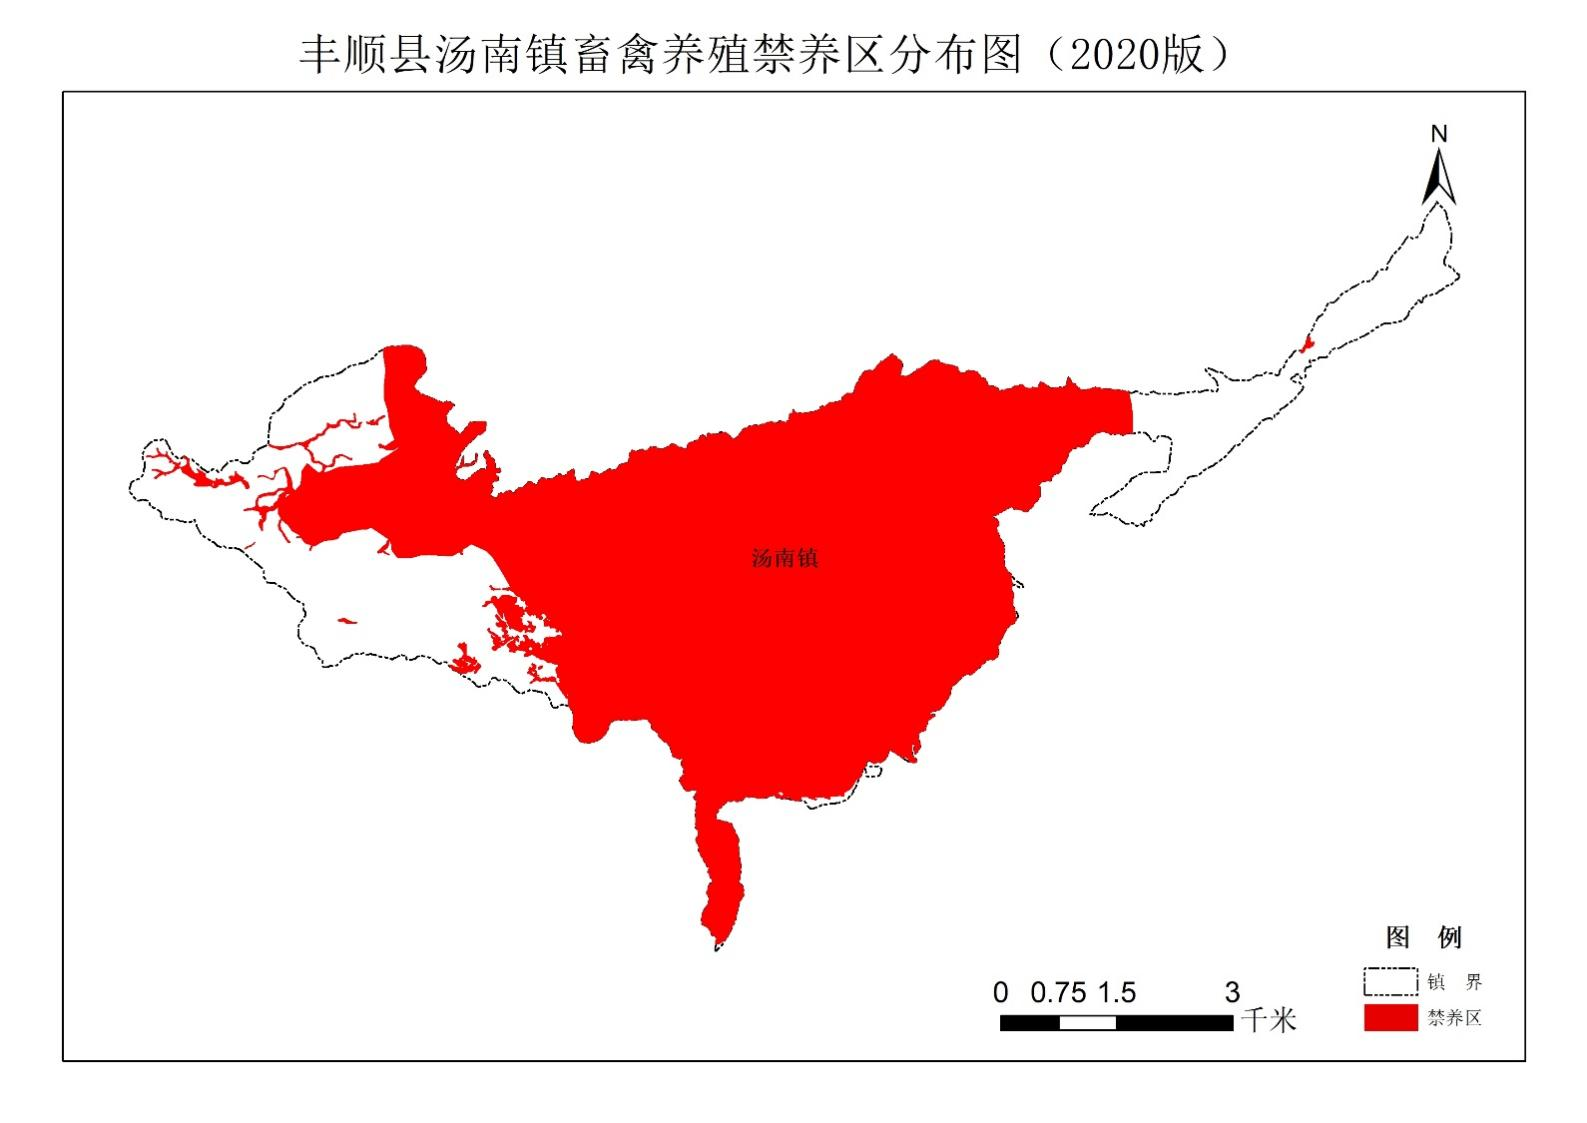 丰顺县汤南镇畜禽养殖禁养区分布图（2020版）
N
汤南镇
图 例
镇 界
禁养区
0 0.75 1.5 3
千米